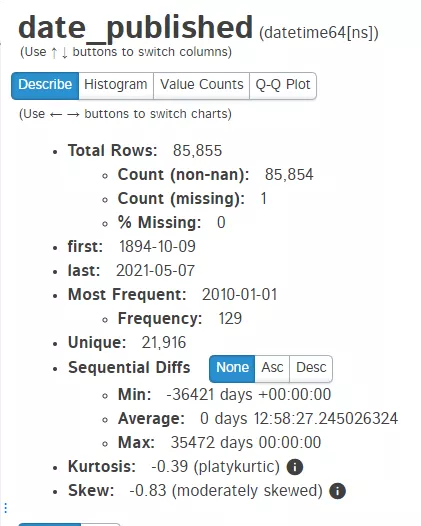 date_published (datetime64[ns])
(Use ↑ ↓ buttons to switch columns)
Describe Histogram Value Counts Q-Q Plot
(Use ← → buttons to switch charts)
Total Rows: 85,855
Count (non-nan): 85,854
Count (missing): 1
% Missing: 0
first: 1894-10-09
last: 2021-05-07
Most Frequent: 2010-01-01
Frequency: 129
Unique: 21,916
Sequential Diffs None Asc Desc
Min: -36421 days +00:00:00
Average: 0 days 12:58:27.245026324
Max: 35472 days 00:00:00
Kurtosis: -0.39 (platykurtic)
Skew: -0.83 (moderately skewed)